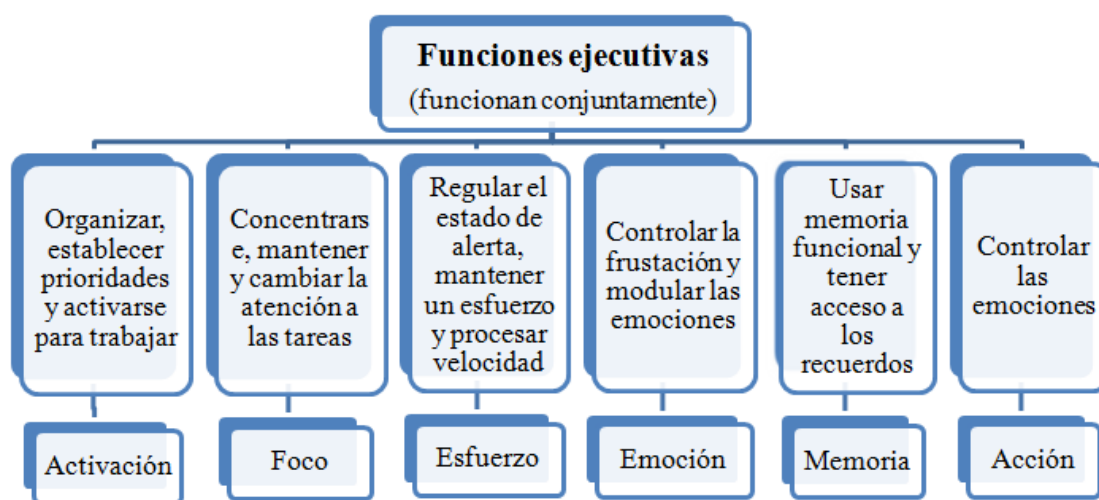 Funciones ejecutivas
(funcionan conjuntamente)
Organizar,
establecer
prioridades
y activarse
para trabajar
Concentrars
e, mantener
y cambiar la
atención a
las tareas
Regular el
estado de
alerta,
mantener
un esfuerzo
y procesar
velocidad
Controlar la
frustación y
modular las
emociones
Usar
memoria
funcional y
tener
acceso a
los
recuerdos
Controlar
las
emociones
Activación
Foco
Esfuerzo
Emoción
Memoria
Acción